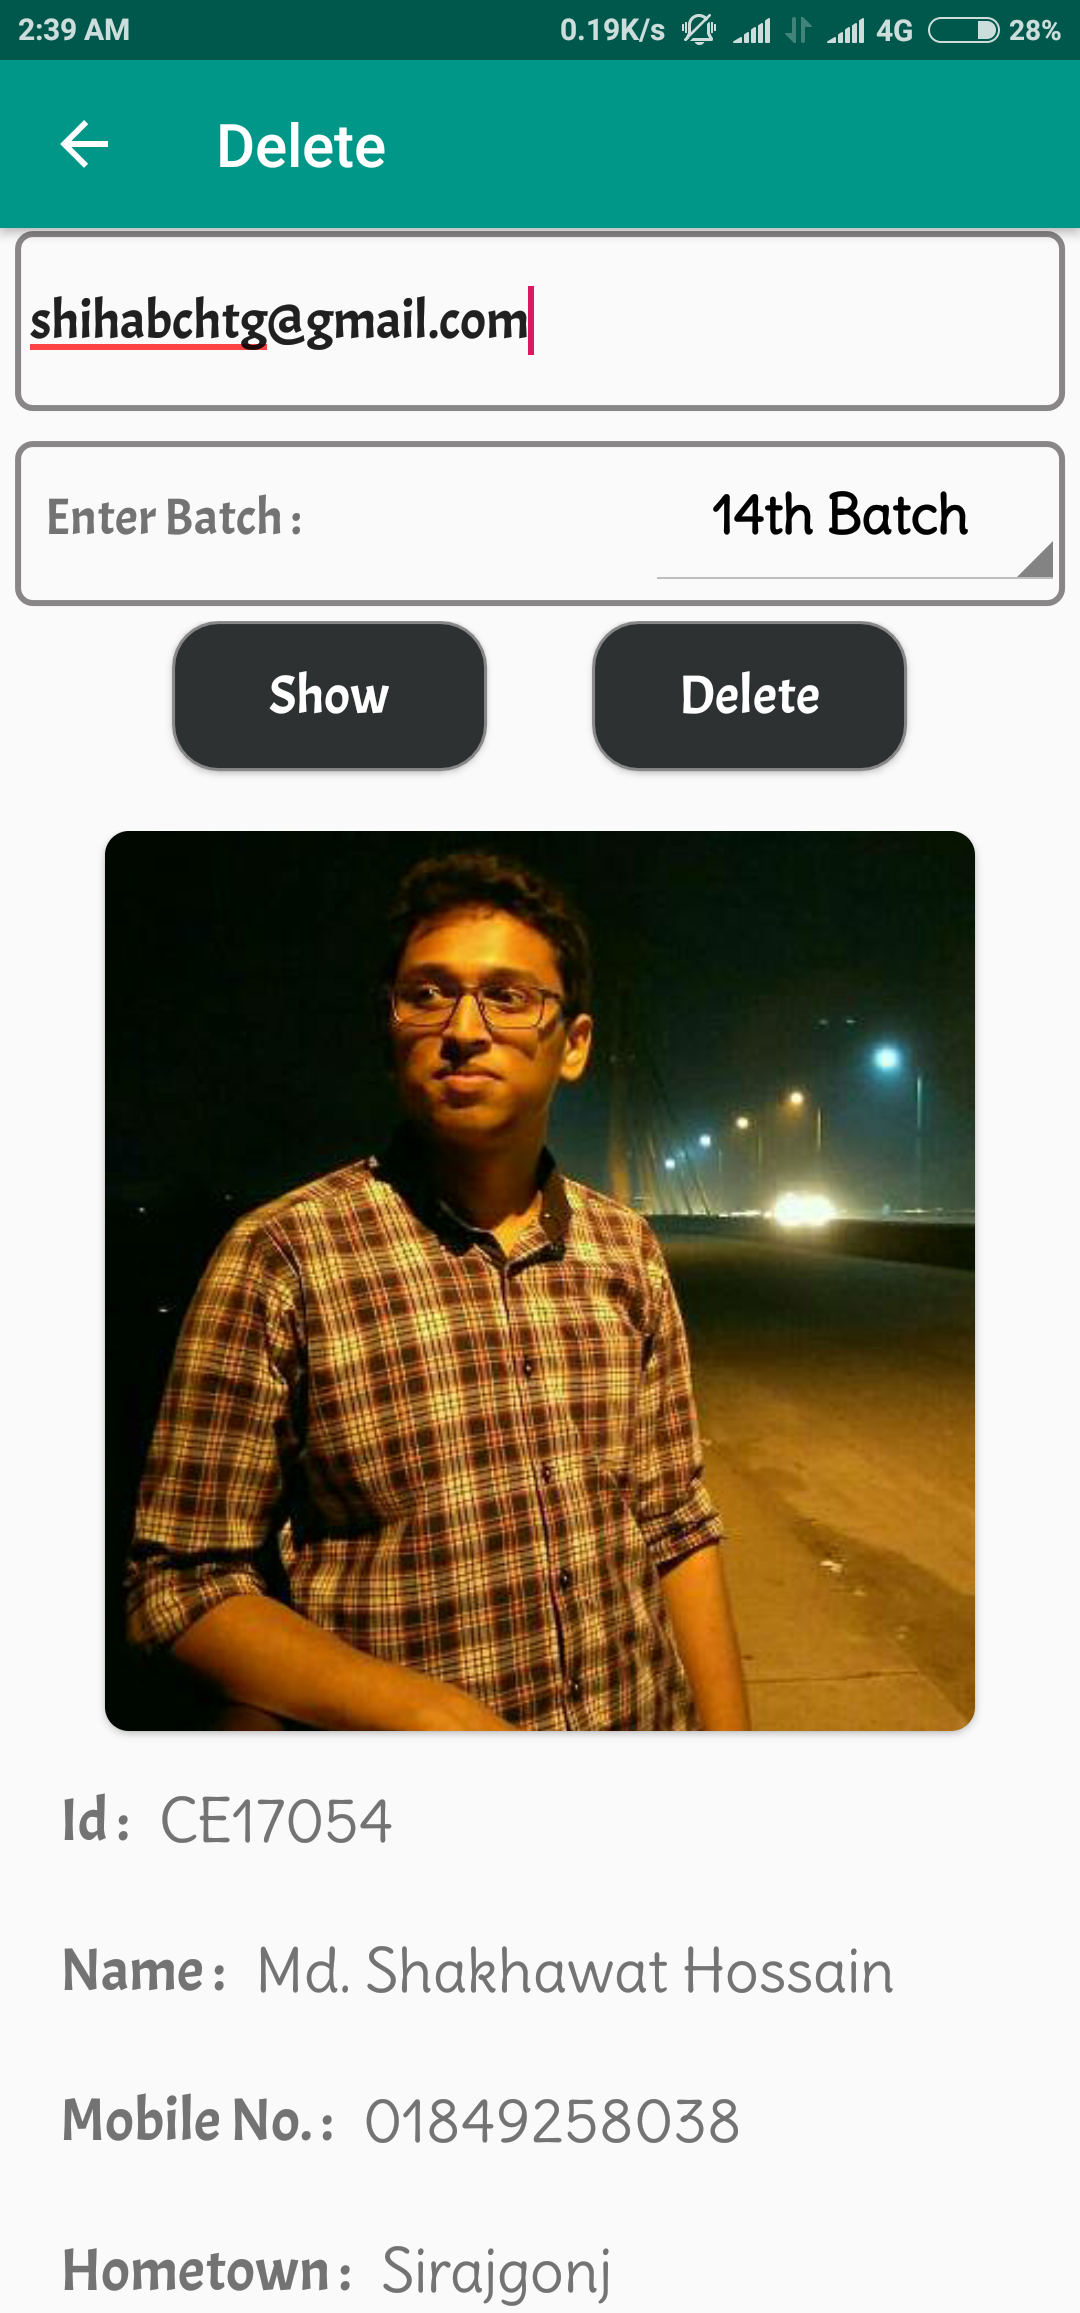 2:39 AM 0.19K/s 4G 28%
Delete
shihabchtg@gmail.com
Enter Batch : 14th Batch
Show Delete
Id : CE17054
Name : Md. Shakhawat Hossain
Mobile No. : 01849258038
Hometown : Sirajgonj